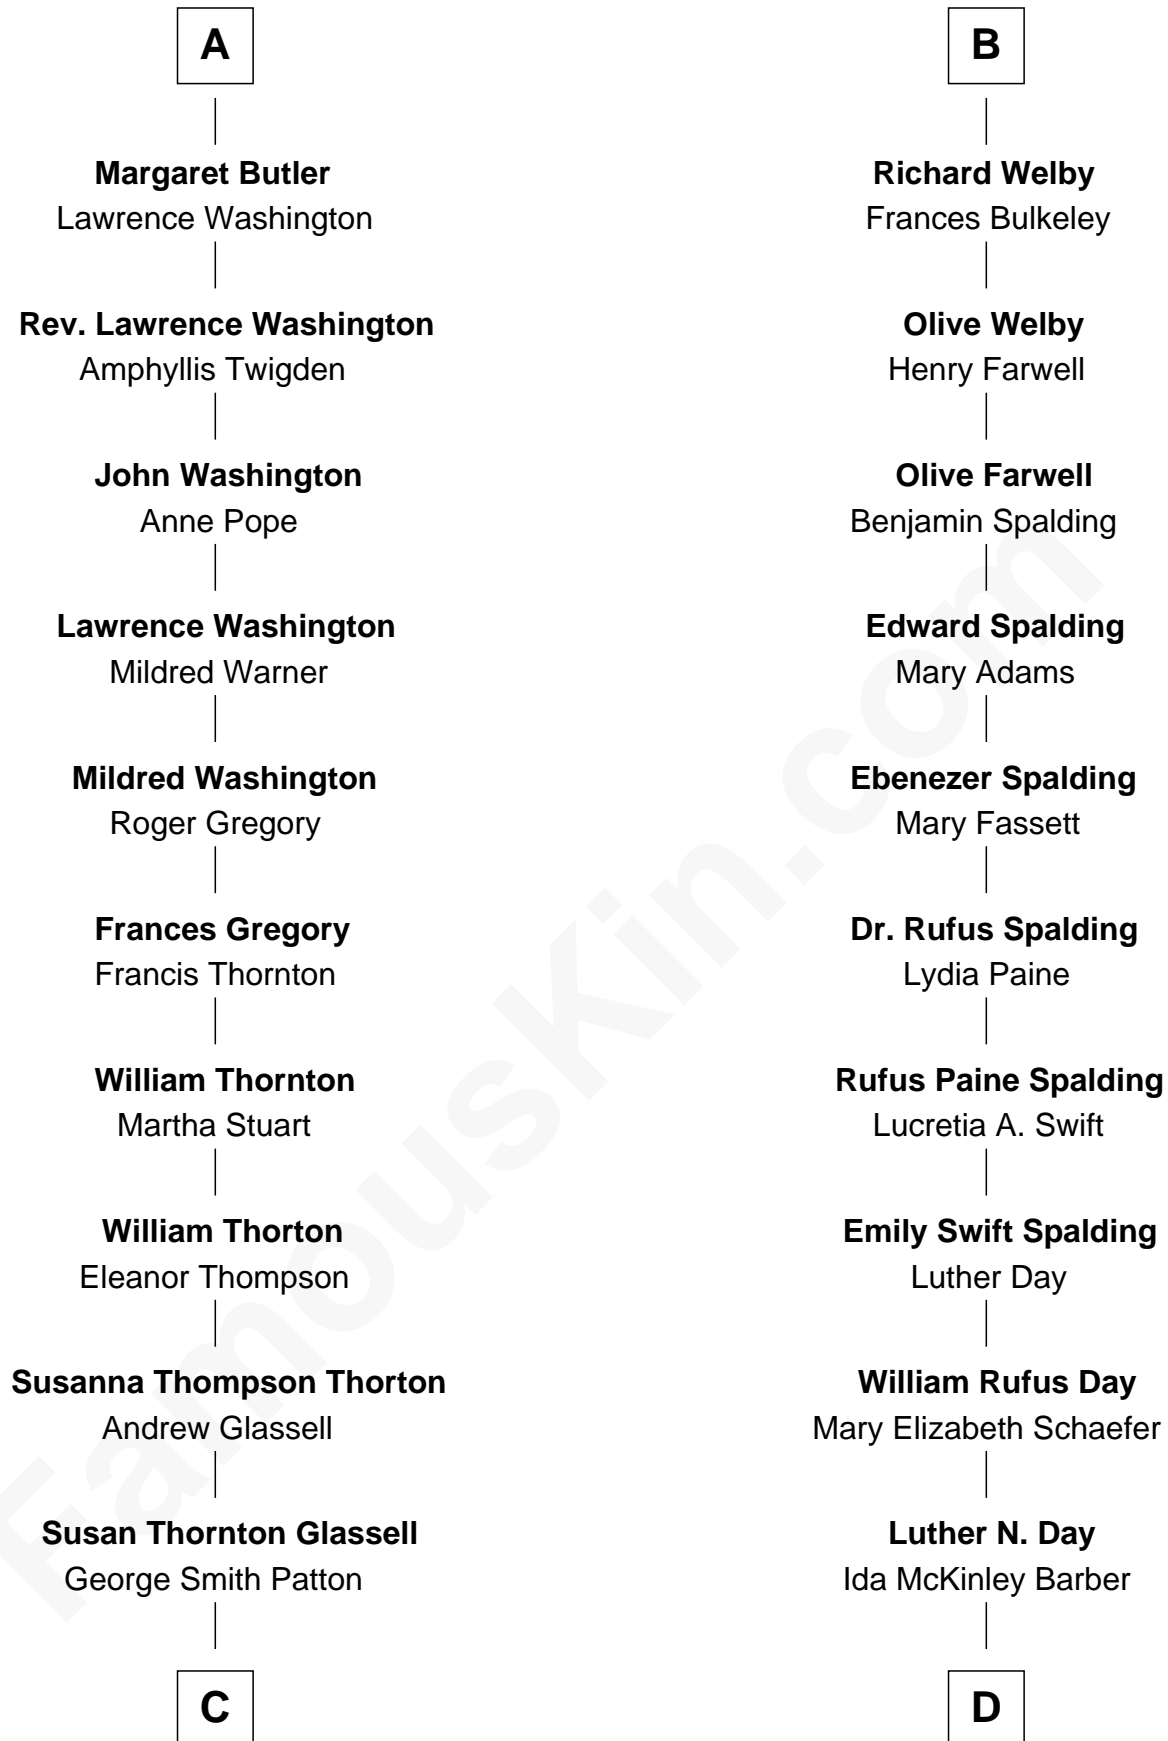 A
Margaret Butler
Lawrence Washington
Rev. Lawrence Washington
Amphyllis Twigden
John Washington
Anne Pope
Lawrence Washington
Mildred Warner
Mildred Washington
Roger Gregory
Frances Gregory
Francis Thornton
William Thornton
Martha Stuart
William Thorton
Eleanor Thompson
Susanna Thompson Thorton
Andrew Glassell
Susan Thornton Glassell
George Smith Patton
C
B
Richard Welby
Frances Bulkeley
Olive Welby
Henry Farwell
Olive Farwell
Benjamin Spalding
Edward Spalding
Mary Adams
Ebenezer Spalding
Mary Fassett
Dr. Rufus Spalding
Lydia Paine
Rufus Paine Spalding
Lucretia A. Swift
Emily Swift Spalding
Luther Day
William Rufus Day
Mary Elizabeth Schaefer
Luther N. Day
Ida McKinley Barber
D
FamousKin.com